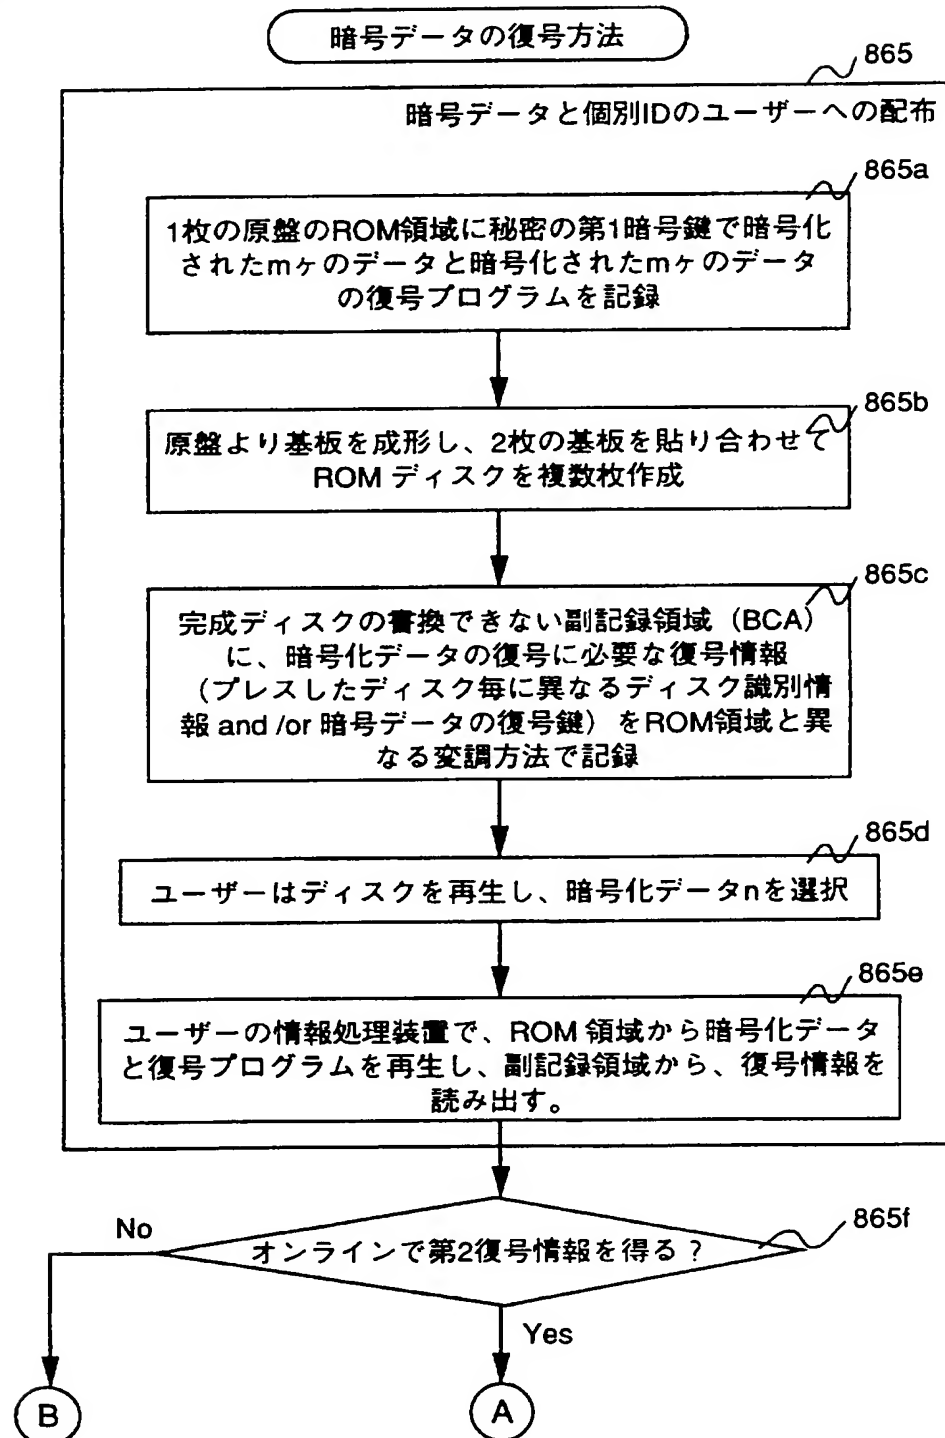 暗号データの復号方法
865
暗号データと個別IDのユーザーへの配布
865a
1枚の原盤のROM領域に秘密の第1暗号鍵で暗号化
されたmヶのデータと暗号化されたmヶのデータ
の復号プログラムを記録
865b
原盤より基板を成形し、2枚の基板を貼り合わせて
ROM ディスクを複数枚作成
865c
完成ディスクの書換できない副記録領域（BCA）
に、暗号化データの復号に必要な復号情報
（プレスしたディスク毎に異なるディスク識別情
報 and /or 暗号データの復号鍵）をROM領域と異
なる変調方法で記録
865d
ユーザーはディスクを再生し、暗号化データnを選択
865e
ユーザーの情報処理装置で、ROM 領域から暗号化データ
と復号プログラムを再生し、副記録領域から、復号情報を
読み出す。
865f
オンラインで第2復号情報を得る？
No
Yes
B
A